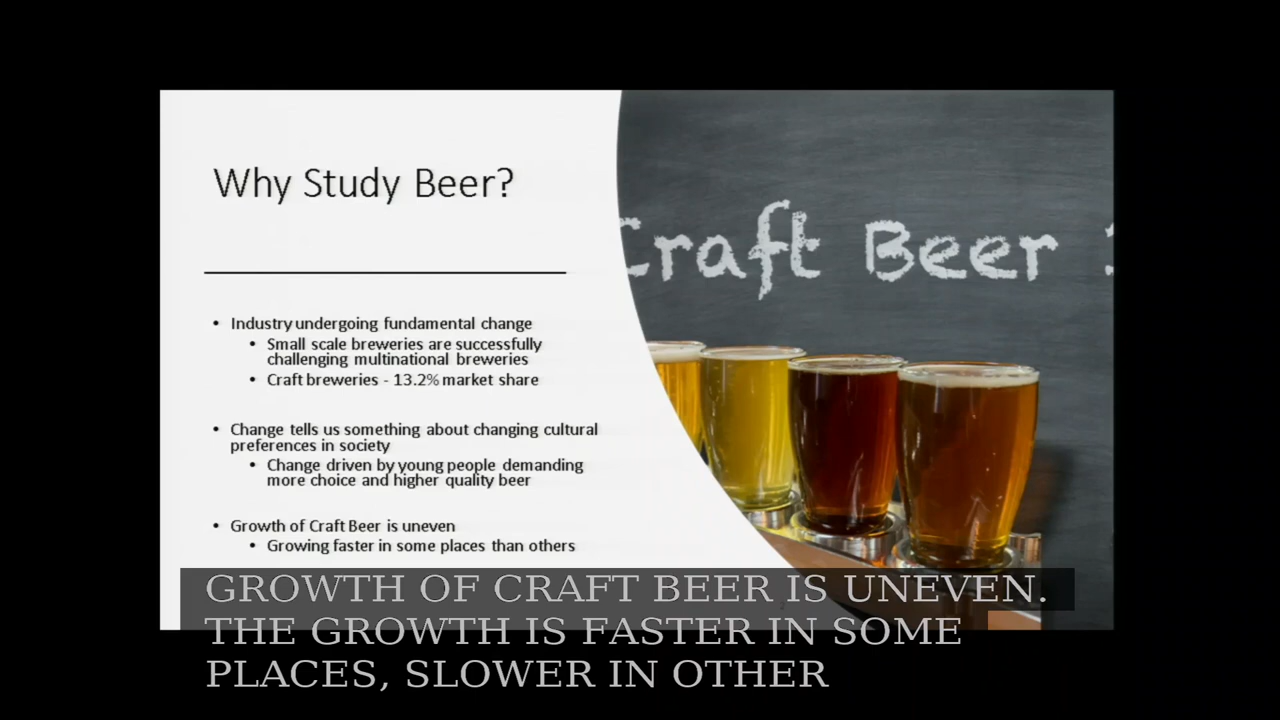 Why Study Beer?
Craft Beer
• Industry undergoing fundamental change
• Small scale breweries are successfully
challenging multinational breweries
• Craft breweries - 13.2% market share
• Change tells us something about changing cultural
preferences in society
• Change driven by young people demanding
more choice and higher quality beer
• Growth of Craft Beer is uneven
• Growing faster in some places than others
GROWTH OF CRAFT BEER IS UNEVEN.
THE GROWTH IS FASTER IN SOME
PLACES, SLOWER IN OTHER